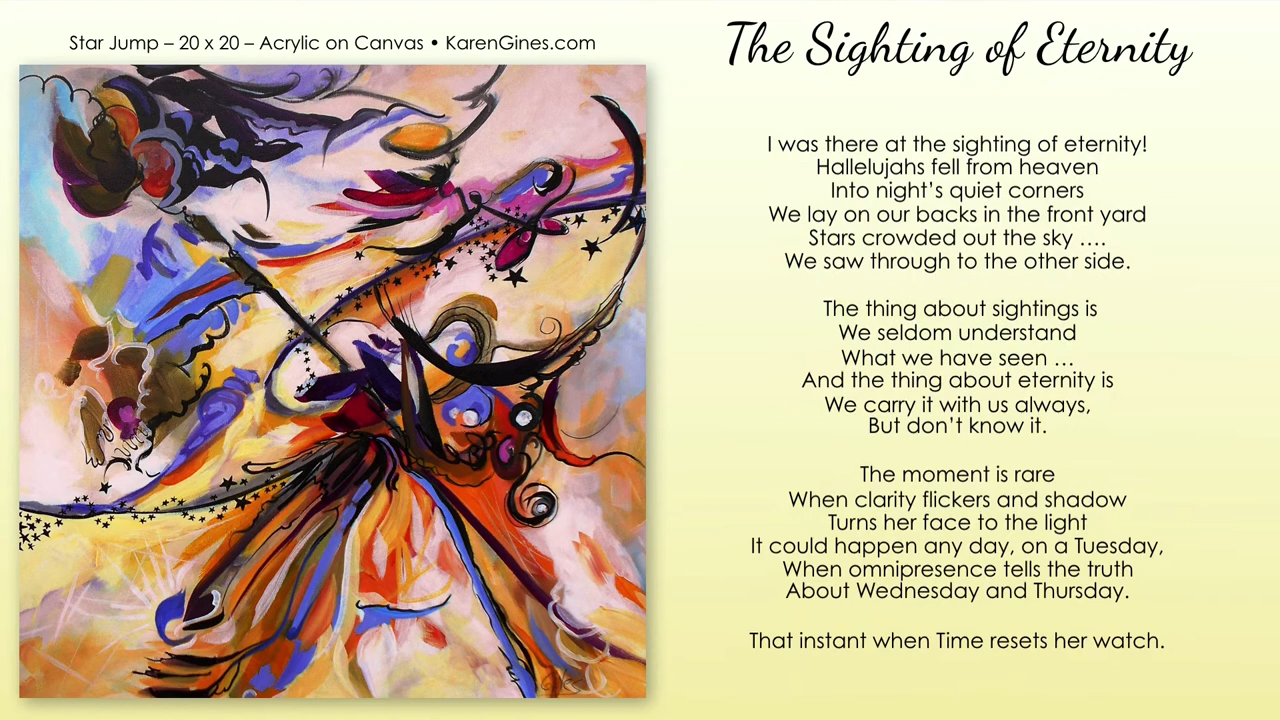 Star Jump – 20 x 20 – Acrylic on Canvas • KarenGines.com
The Sighting of Eternity
I was there at the sighting of eternity!
Hallelujahs fell from heaven
Into night’s quiet corners
We lay on our backs in the front yard
Stars crowded out the sky ….
We saw through to the other side.
The thing about sightings is
We seldom understand
What we have seen …
And the thing about eternity is
We carry it with us always,
But don’t know it.
The moment is rare
When clarity flickers and shadow
Turns her face to the light
It could happen any day, on a Tuesday,
When omnipresence tells the truth
About Wednesday and Thursday.
That instant when Time resets her watch.